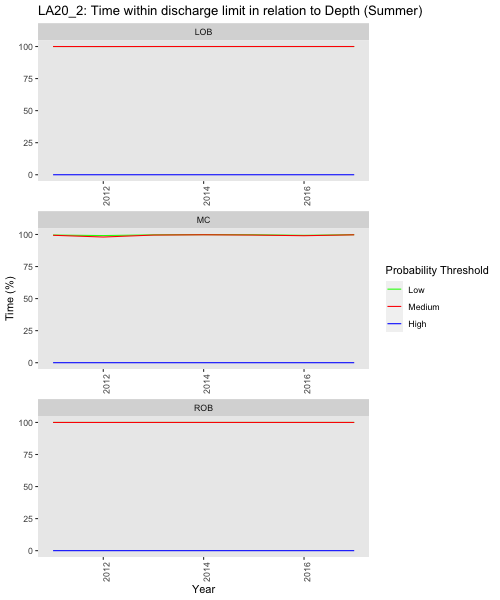 LA20_2: Time within discharge limit in relation to Depth (Summer)
LOB
100
75
50
25
0
2012
2014
2016
MC
100
75
50
25
0
2012
2014
2016
Time (%)
Probability Threshold
Low
Medium
High
ROB
100
75
50
25
0
2012
2014
2016
Year